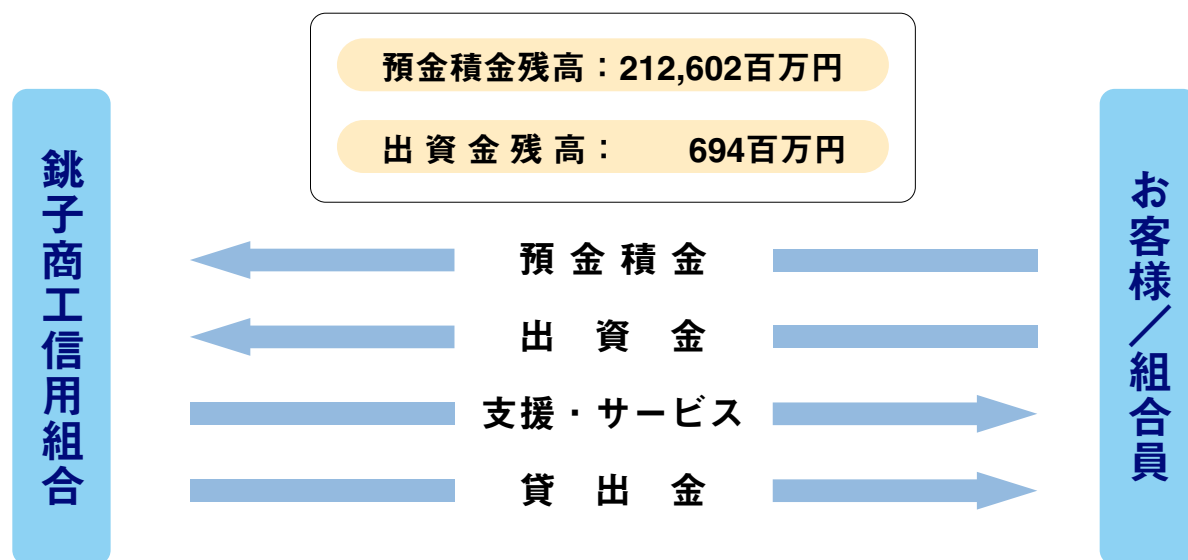 預金積金残高：212,602百万円
出資金残高： 694百万円
銚子商工信用組合
お客様／組合員
預金積金
出資金
支援・サービス
貸出金